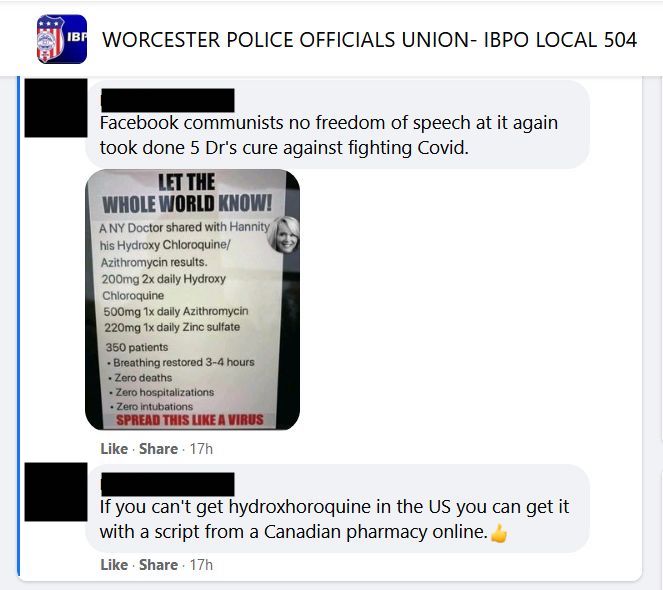 IBP
WORCESTER POLICE OFFICIALS UNION- IBPO LOCAL 504
Facebook communists no freedom of speech at it again
took done 5 Dr's cure against fighting Covid.
LET THE
WHOLE WORLD KNOW!
A NY Doctor shared with Hannity
his Hydroxy Chloroquine/
Azithromycin results.
200mg 2x daily Hydroxy
Chloroquine
500mg 1x daily Azithromycin
220mg 1x daily Zinc sulfate
350 patients
• Breathing restored 3-4 hours
• Zero deaths
• Zero hospitalizations
• Zero intubations
SPREAD THIS LIKE A VIRUS
Like · Share · 17h
If you can't get hydroxhoroquine in the US you can get it
with a script from a Canadian pharmacy online.👍
Like · Share · 17h